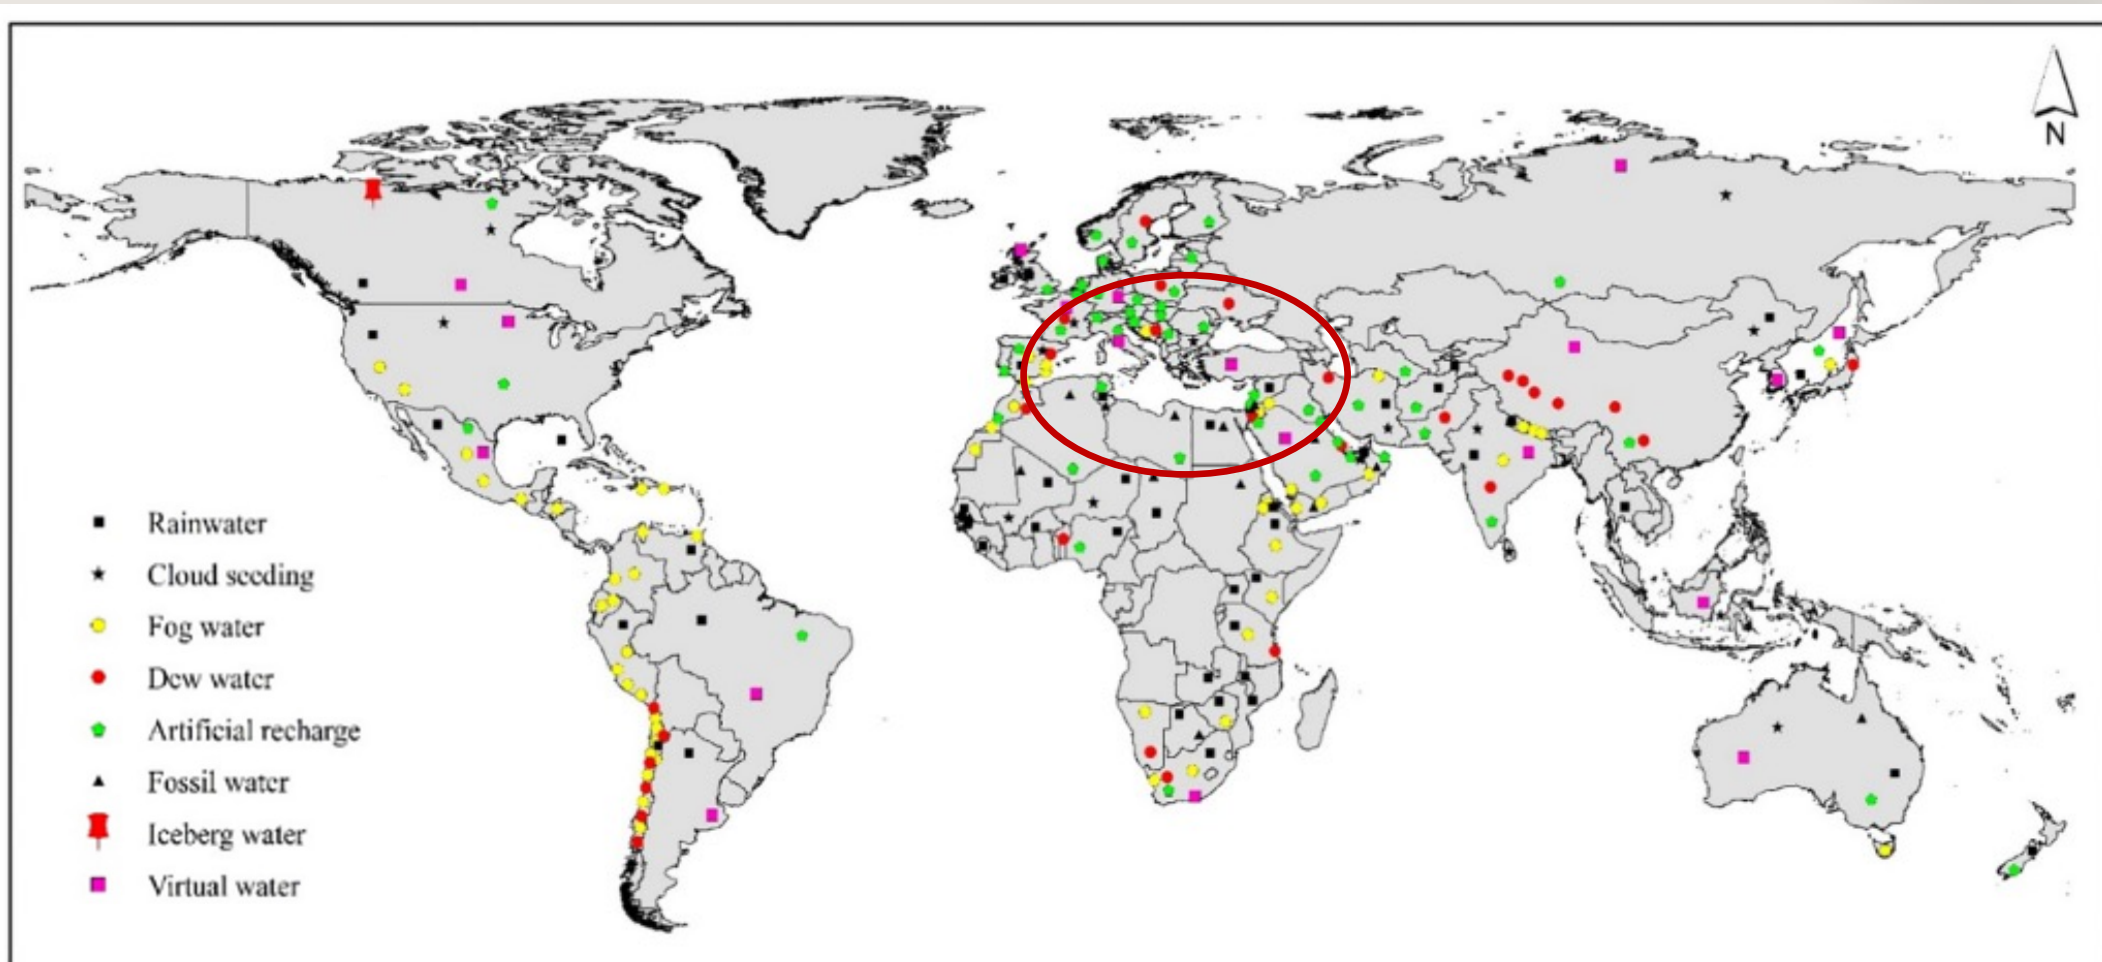 N
Rainwater
Cloud seeding
Fog water
Dew water
Artificial recharge
Fossil water
Iceberg water
Virtual water